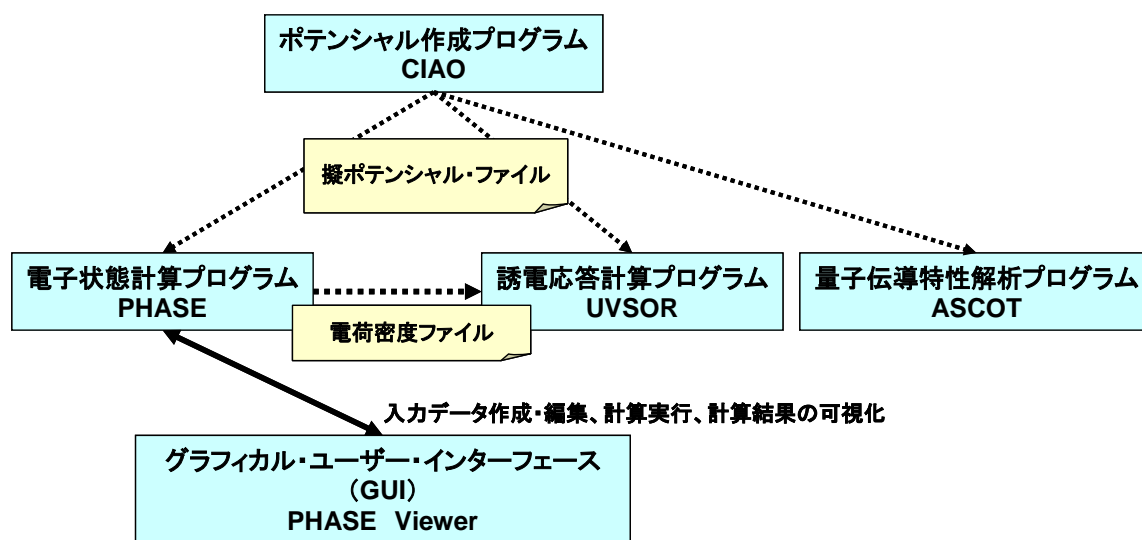 ポテンシャル作成プログラム
CIAO
擬ポテンシャル・ファイル
電子状態計算プログラム
PHASE
誘電応答計算プログラム
UVSOR
量子伝導特性解析プログラム
ASCOT
電荷密度ファイル
入力データ作成・編集、計算実行、計算結果の可視化
グラフィカル・ユーザー・インターフェース
（GUI）
PHASE Viewer